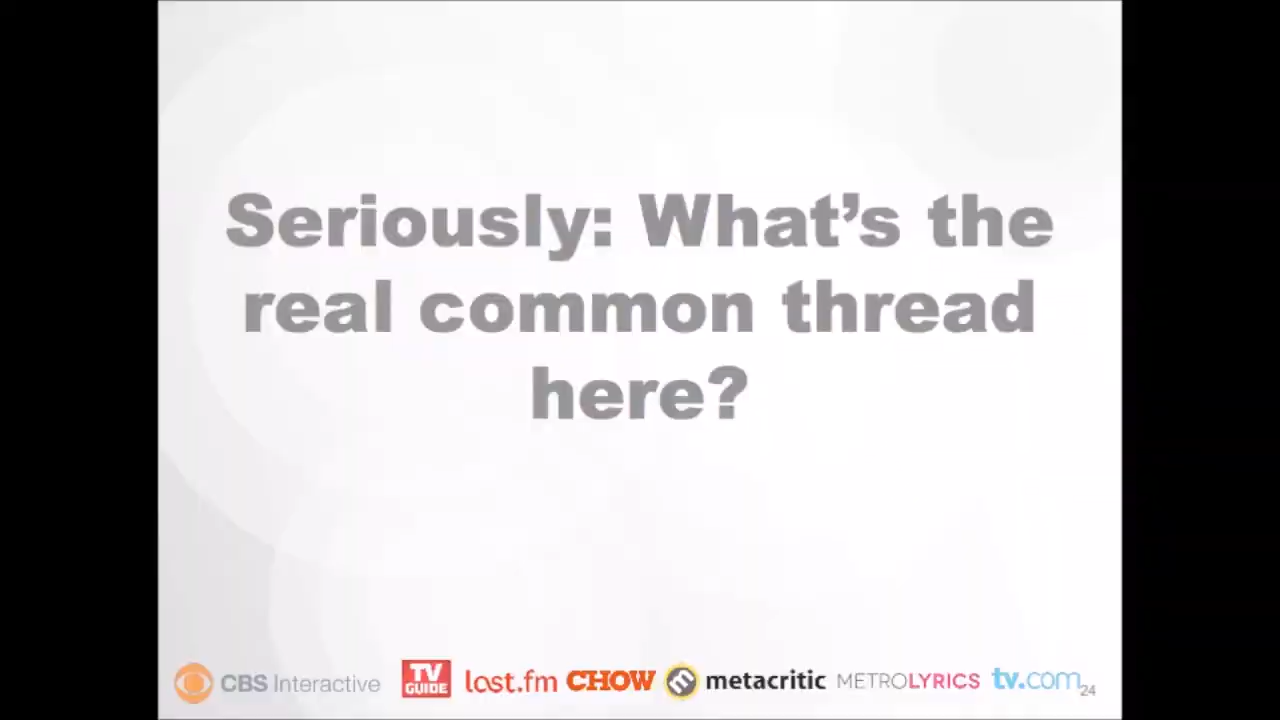 Seriously: What's the
real common thread
here?
CBS Interactive TV GUIDE last.fm CHOW metacritic METROLYRICS tv.com 24